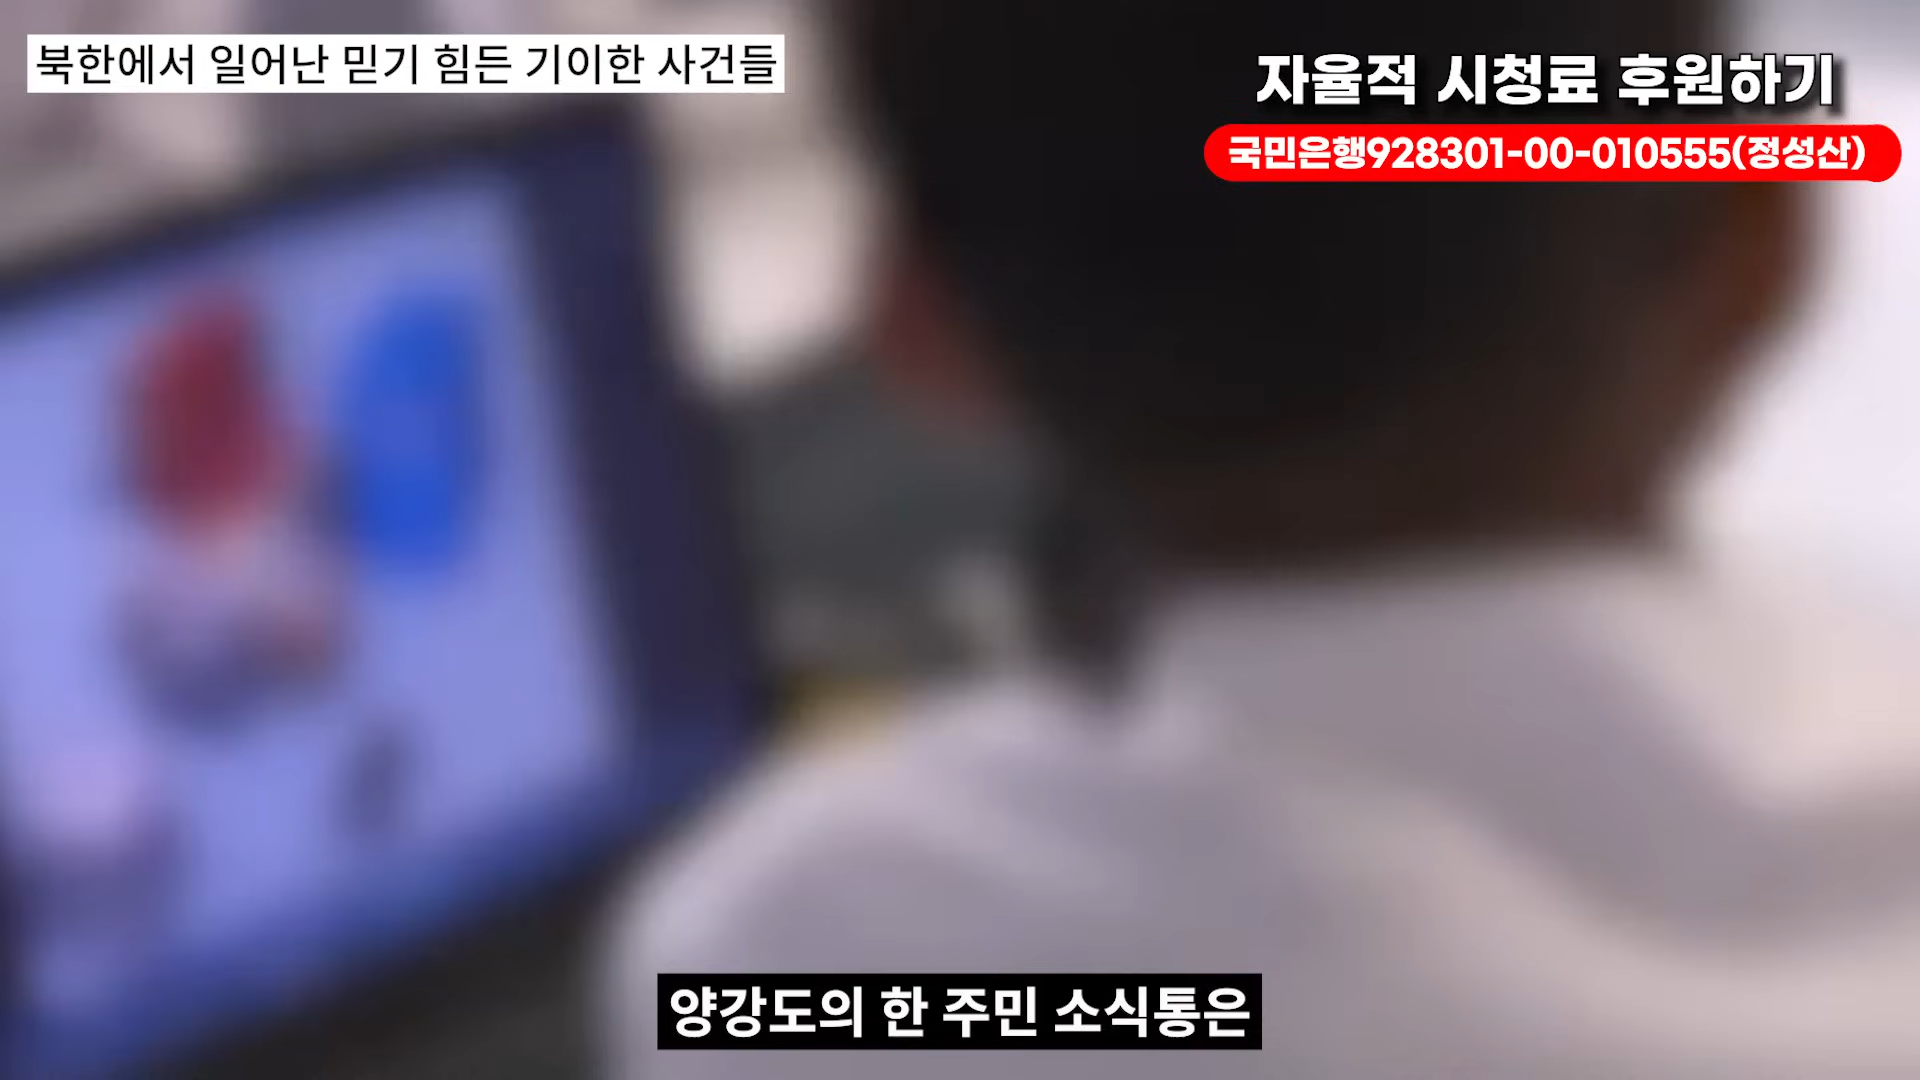 북한에서 일어난 믿기 힘든 기이한 사건들
자율적 시청료 후원하기
국민은행928301-00-010555(정성산)
양강도의 한 주민 소식통은